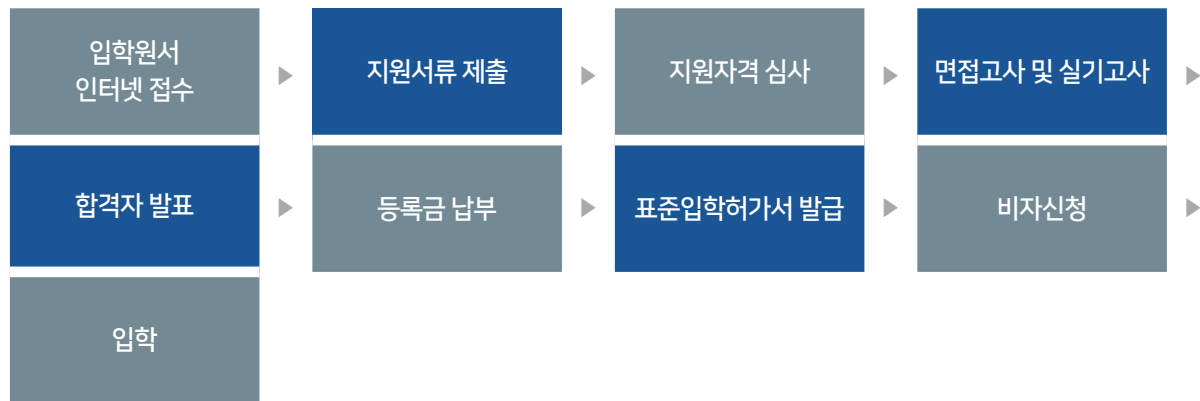 입학원서
인터넷 접수
지원서류 제출
지원자격 심사
면접고사 및 실기고사
합격자 발표
등록금 납부
표준입학허가서 발급
비자신청
입학